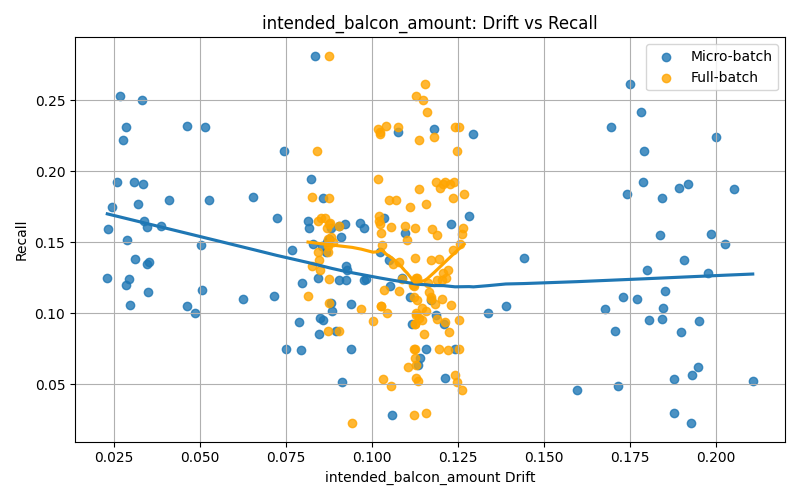 intended_balcon_amount: Drift vs Recall
Micro-batch
Full-batch
Recall
0.25
0.20
0.15
0.10
0.05
0.025
0.050
0.075
0.100
0.125
0.150
0.175
0.200
intended_balcon_amount Drift